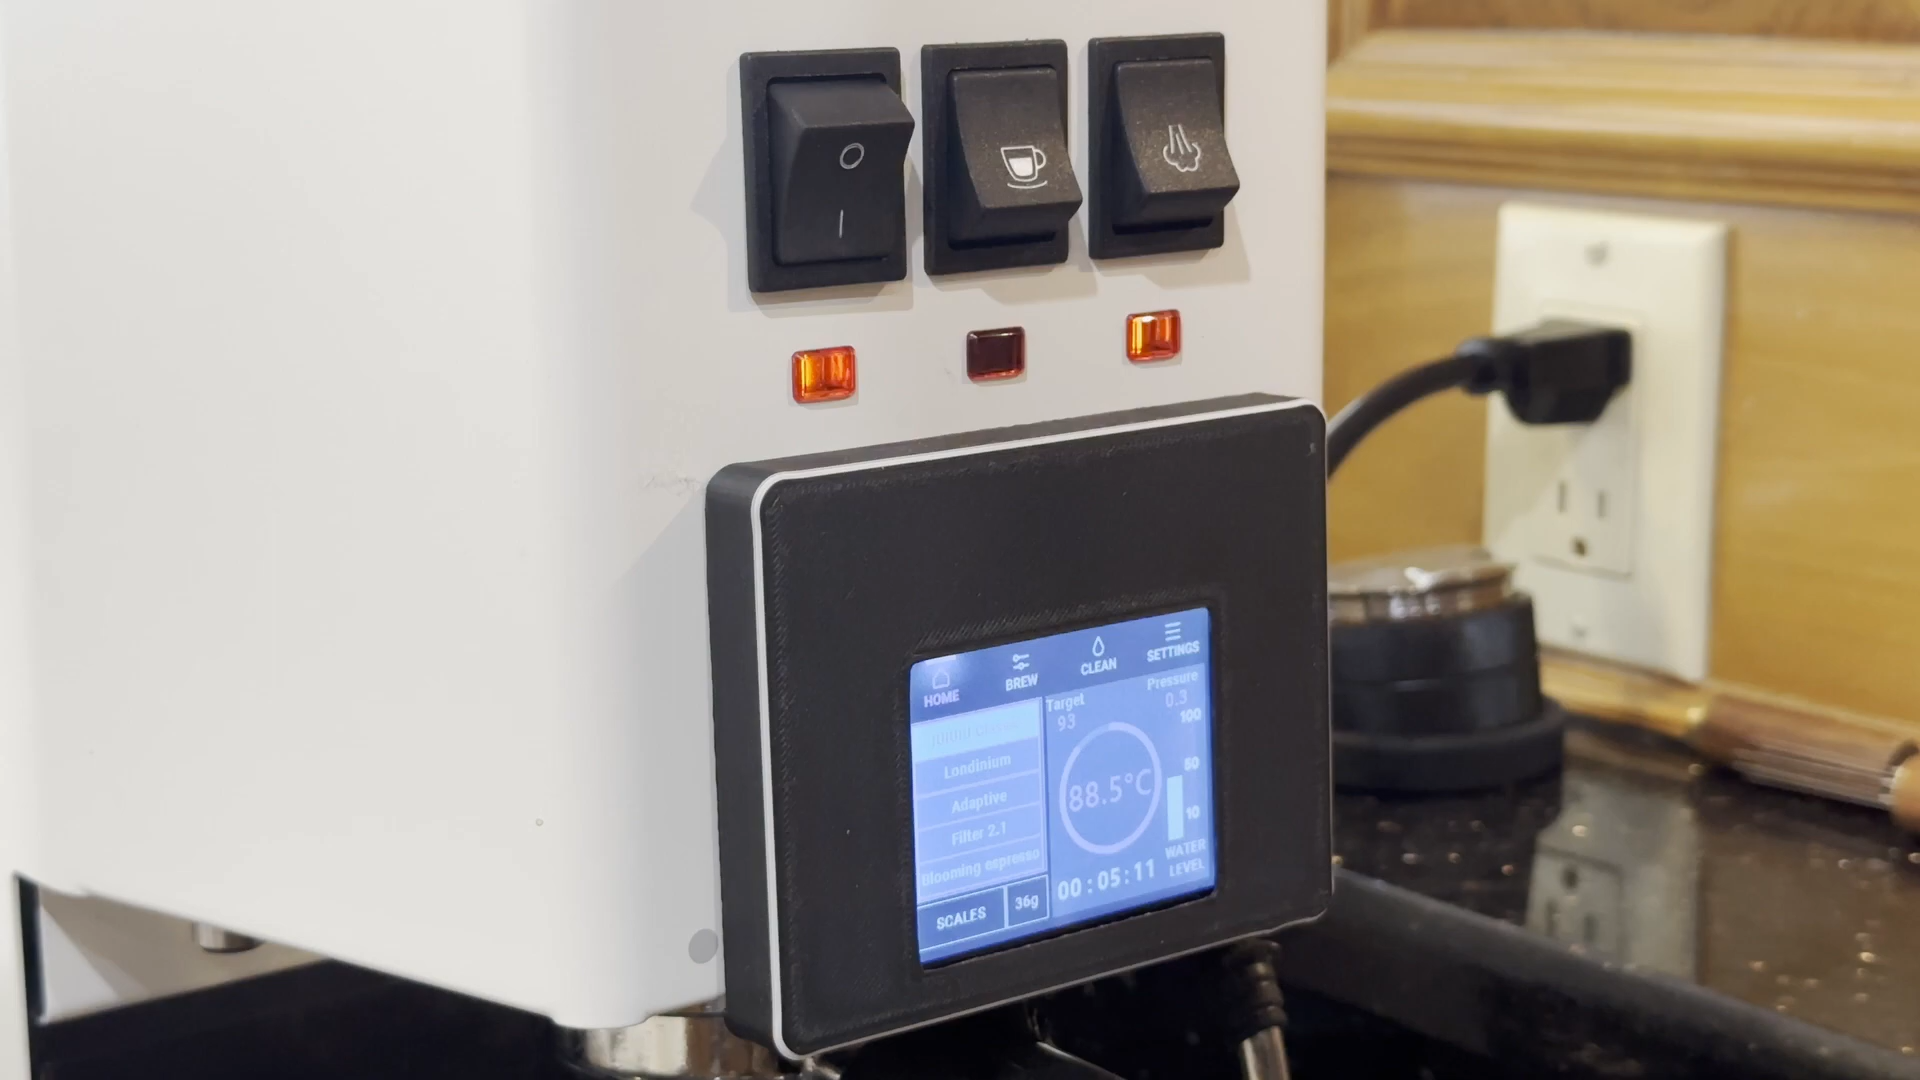 HOME
BREW
CLEAN
SETTINGS
Londinium
Adaptive
Filter 2.1
Blooming espresso
SCALES
36g
Target
93
Pressure
0.3
88.5°C
100
50
10
WATER
LEVEL
00:05:11